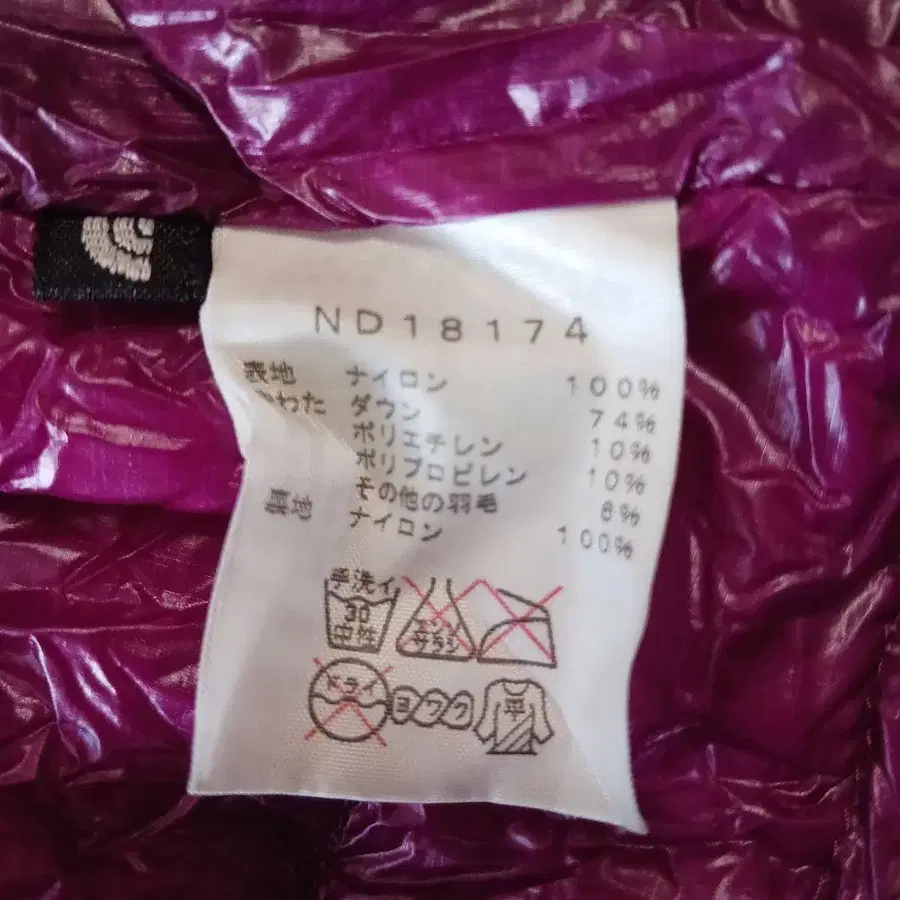 ND18174
表地 ナイロン 100%
中わた ダウン 74%
ポリエチレン 10%
ポリプロピレン 10%
その他の羽毛 8%
裏地 ナイロン 100%
手洗イ
30
中性
エンソ
サラシ
ドライ
ヨワク
平